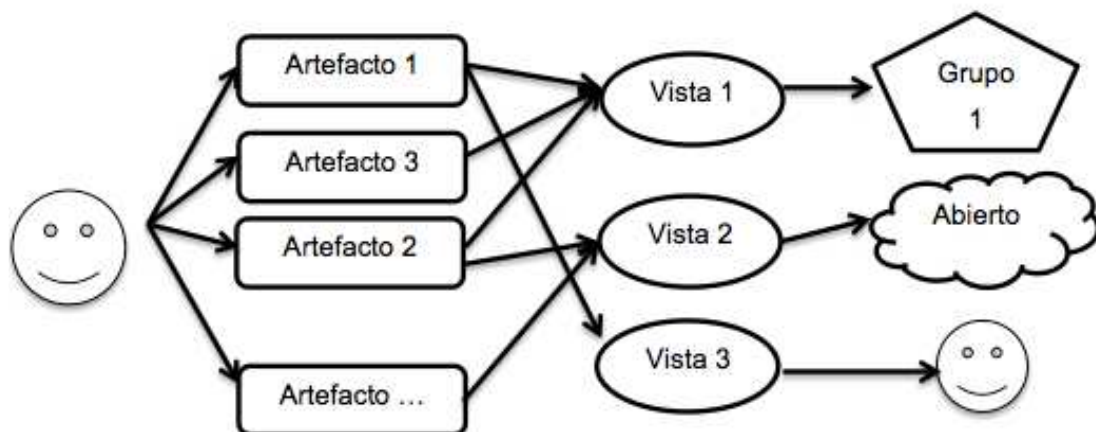 Artefacto 1
Artefacto 3
Artefacto 2
Artefacto ...
Vista 1
Vista 2
Vista 3
Grupo
1
Abierto